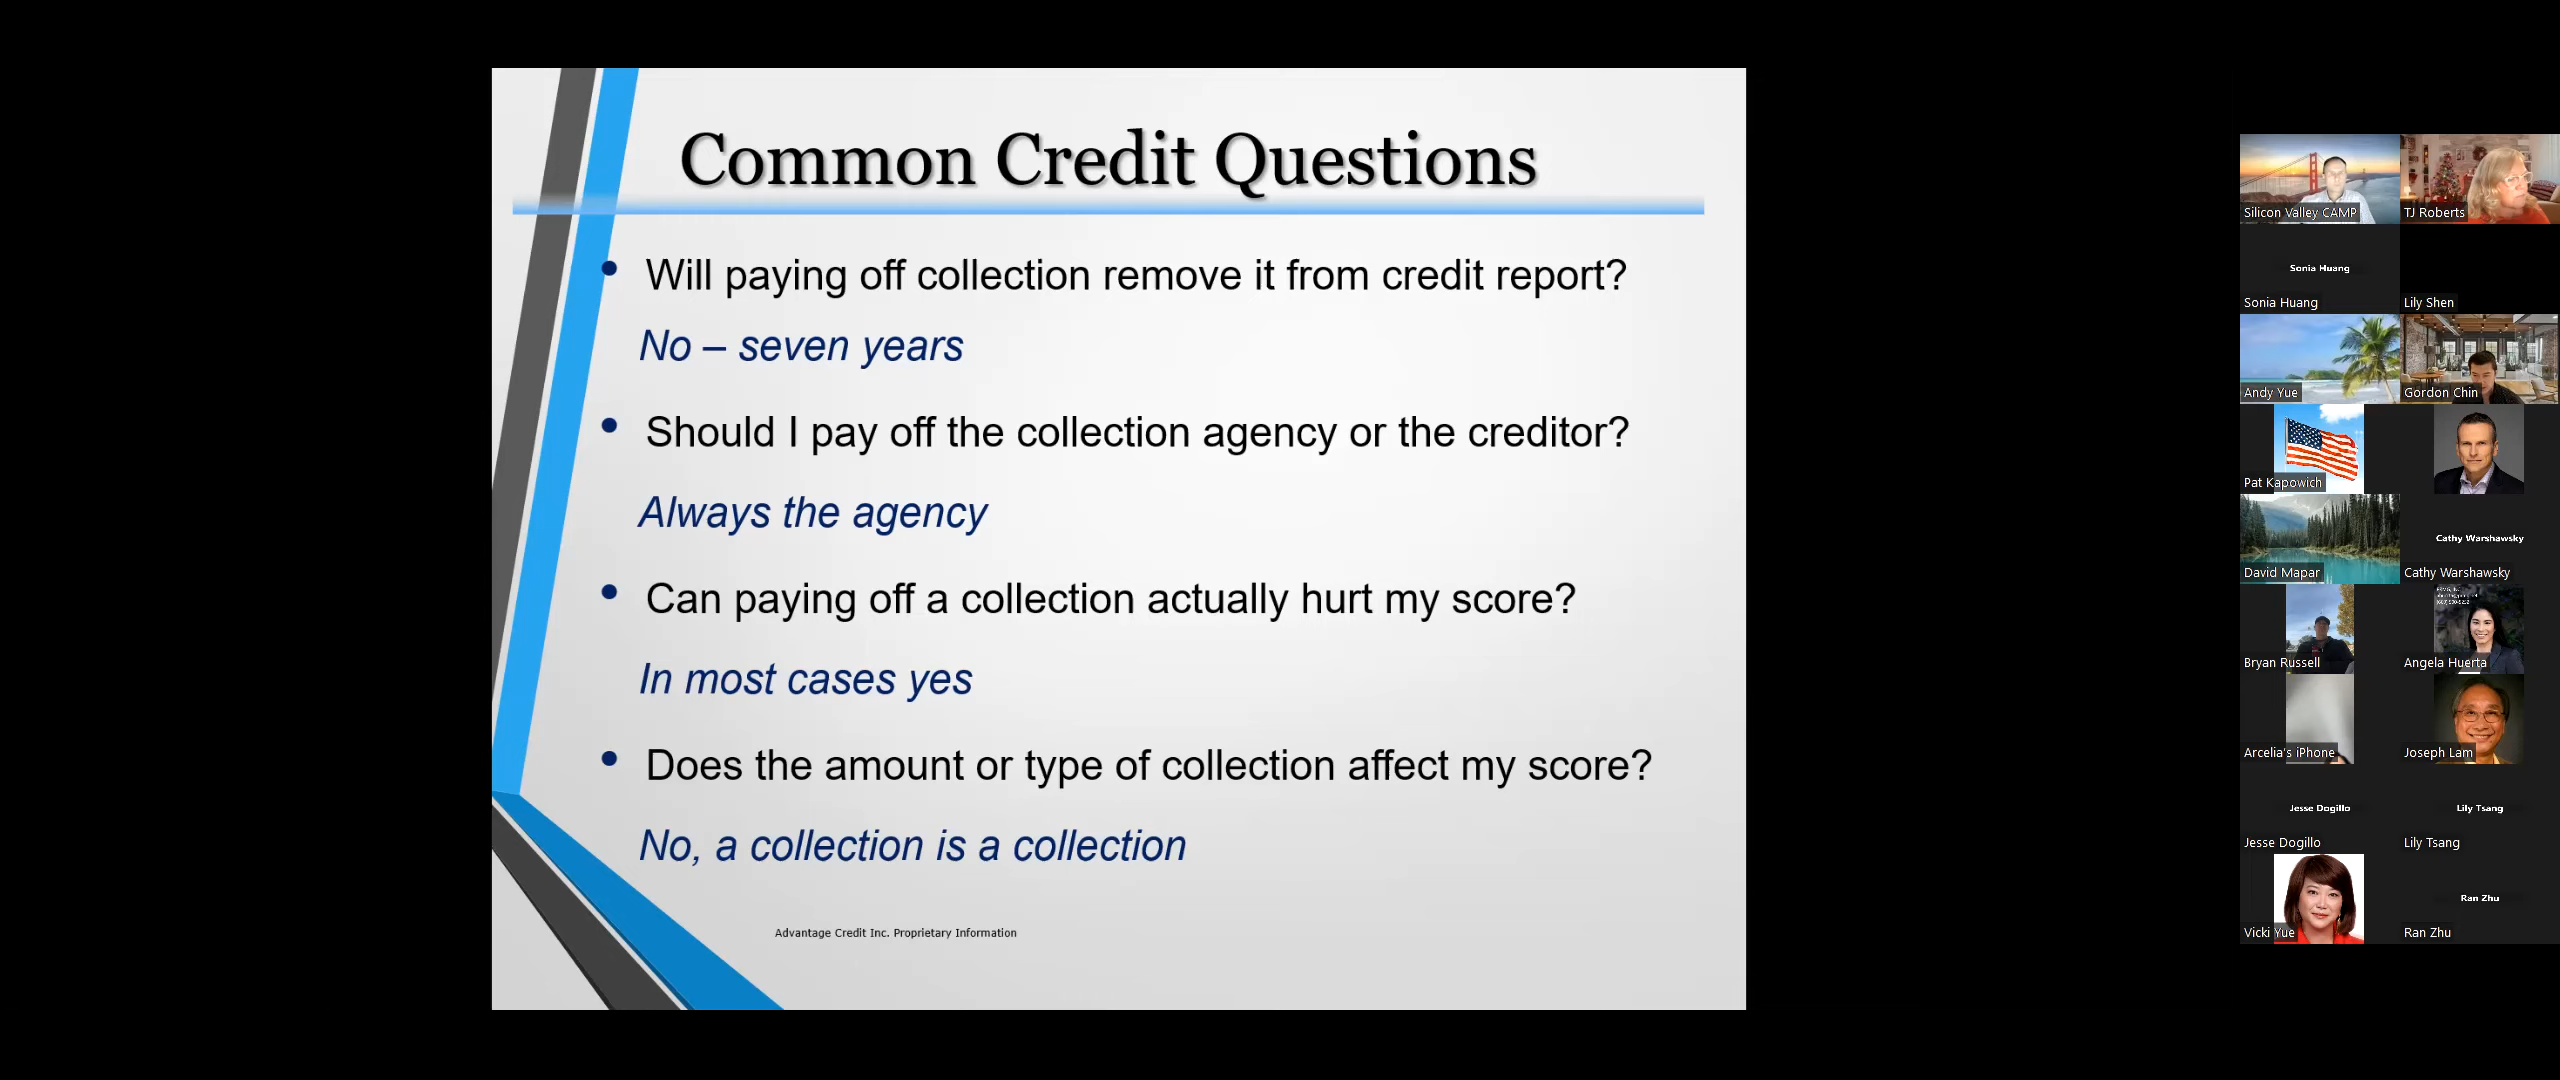 Common Credit Questions
• Will paying off collection remove it from credit report?
No – seven years
• Should I pay off the collection agency or the creditor?
Always the agency
• Can paying off a collection actually hurt my score?
In most cases yes
• Does the amount or type of collection affect my score?
No, a collection is a collection
Advantage Credit Inc. Proprietary Information
Silicon Valley CAMP
TJ Roberts
Sonia Huang
Sonia Huang
Lily Shen
Andy Yue
Gordon Chin
Pat Kapowich
David Mapar
Cathy Warshawsky
Cathy Warshawsky
Bryan Russell
Angela Huerta
Arcelia's iPhone
Joseph Lam
Jesse Dogillo
Jesse Dogillo
Lily Tsang
Lily Tsang
Vicki Yue
Ran Zhu
Ran Zhu